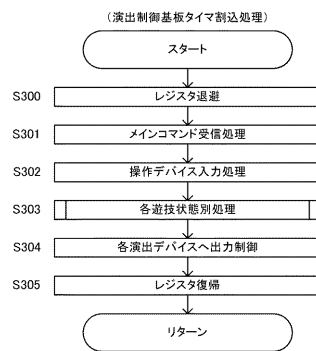 （演出制御基板タイマ割込処理）
スタート
S300 レジスタ退避
S301 メインコマンド受信処理
S302 操作デバイス入力処理
S303 各遊技状態別処理
S304 各演出デバイスへ出力制御
S305 レジスタ復帰
リターン